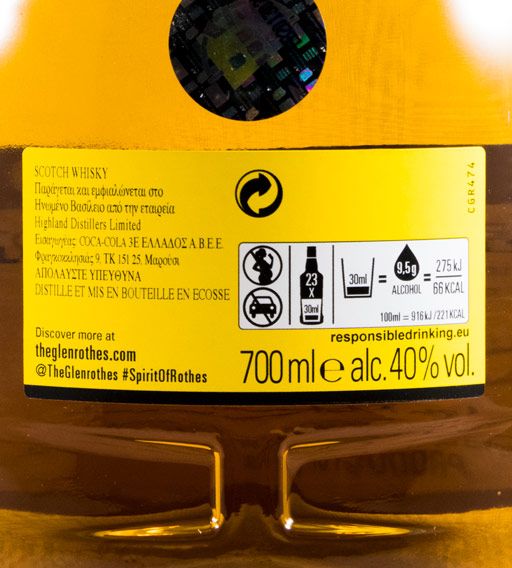 SCOTCH WHISKY
Παράγεται και εμφιαλώνεται στο
Ηνωμένο Βασίλειο από την εταιρεία
Highland Distillers Limited
Εισαγωγέας: COCA-COLA 3E ΕΛΛΑΔΟΣ Α.Β.Ε.Ε.
Φραγκοκκλησιάς 9, ΤΚ 151 25, Μαρούσι
ΑΠΟΛΑΥΣΤΕ ΥΠΕΥΘΥΝΑ
DISTILLE ET MIS EN BOUTEILLE EN ECOSSE
Discover more at
theglenrothes.com
@TheGlenrothes #SpiritOfRothes
CGR474
23
X
30ml
30ml
=
9,5g
ALCOHOL
=
275 kJ
66 KCAL
100ml = 916kJ /221KCAL
responsibledrinking.eu
700 ml e alc. 40% vol.